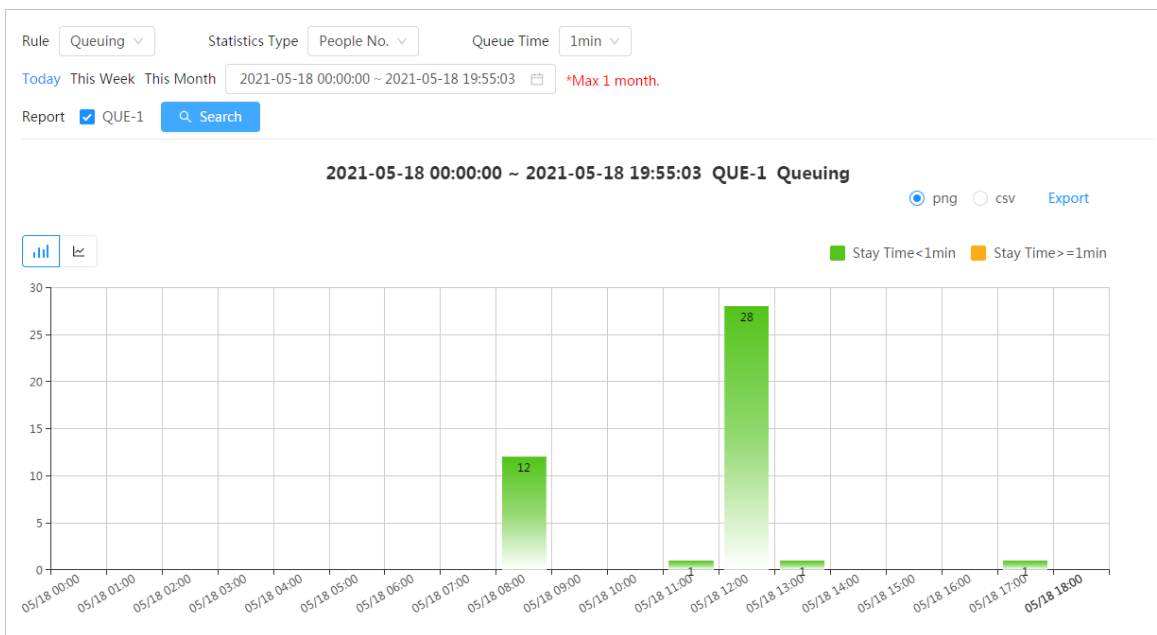 Rule Queuing Statistics Type People No. Queue Time 1min
Today This Week This Month 2021-05-18 00:00:00 ~ 2021-05-18 19:55:03 *Max 1 month.
Report QUE-1 Search
2021-05-18 00:00:00 ~ 2021-05-18 19:55:03 QUE-1 Queuing
png csv Export
Stay Time<1min Stay Time>=1min
30
28
25
20
15
12
10
5
0
1 1 1
05/18 00:00 05/18 01:00 05/18 02:00 05/18 03:00 05/18 04:00 05/18 05:00 05/18 06:00 05/18 07:00 05/18 08:00 05/18 09:00 05/18 10:00 05/18 11:00 05/18 12:00 05/18 13:00 05/18 14:00 05/18 15:00 05/18 16:00 05/18 17:00 05/18 18:00